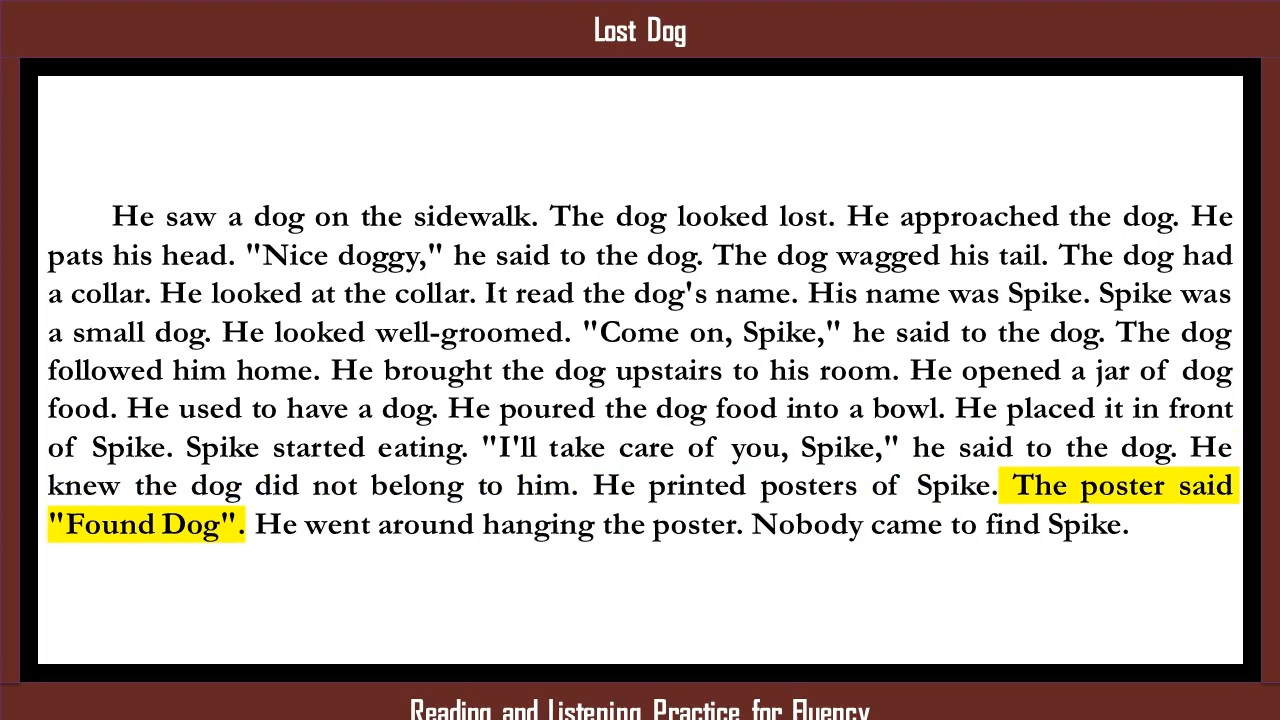 Lost Dog
He saw a dog on the sidewalk. The dog looked lost. He approached the dog. He
pats his head. "Nice doggy," he said to the dog. The dog wagged his tail. The dog had
a collar. He looked at the collar. It read the dog's name. His name was Spike. Spike was
a small dog. He looked well-groomed. "Come on, Spike," he said to the dog. The dog
followed him home. He brought the dog upstairs to his room. He opened a jar of dog
food. He used to have a dog. He poured the dog food into a bowl. He placed it in front
of Spike. Spike started eating. "I'll take care of you, Spike," he said to the dog. He
knew the dog did not belong to him. He printed posters of Spike. The poster said
"Found Dog". He went around hanging the poster. Nobody came to find Spike.
Reading and Listening Practice for Fluency